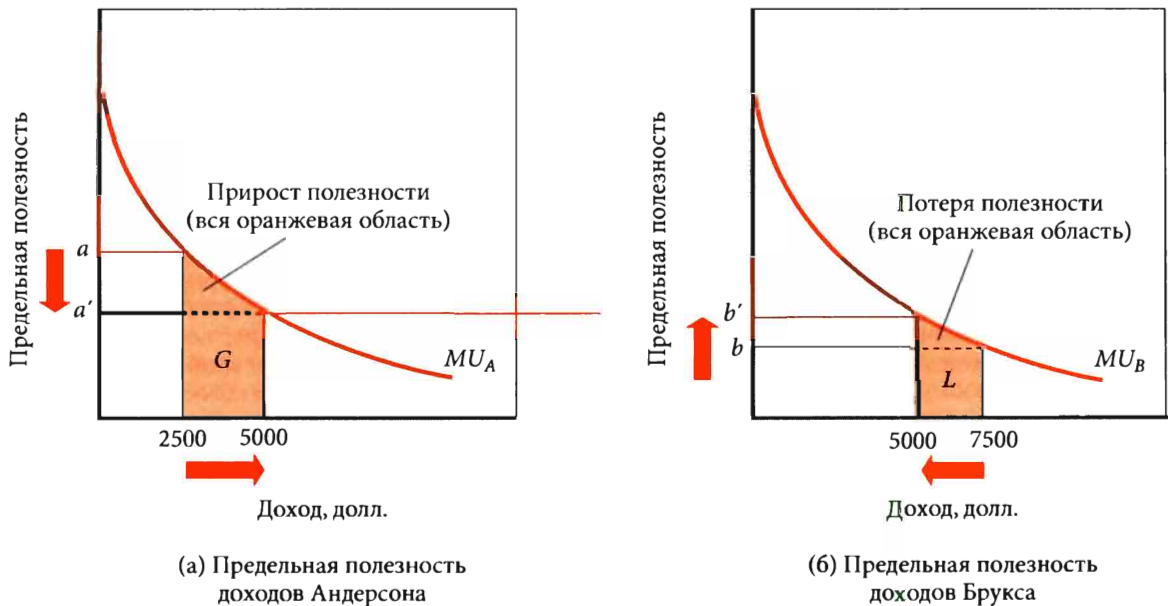 Предельная полезность
Прирост полезности
(вся оранжевая область)
a
a′
G
MU_A
2500 5000
Доход, долл.
(а) Предельная полезность
доходов Андерсона
Предельная полезность
Потеря полезности
(вся оранжевая область)
b′
b
L
MU_B
5000 7500
Доход, долл.
(б) Предельная полезность
доходов Брукса